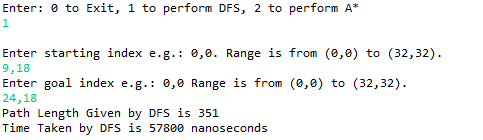 Enter: 0 to Exit, 1 to perform DFS, 2 to perform A*
1
Enter starting index e.g.: 0,0. Range is from (0,0) to (32,32).
9,18
Enter goal index e.g.: 0,0 Range is from (0,0) to (32,32).
24,18
Path Length Given by DFS is 351
Time Taken by DFS is 57800 nanoseconds